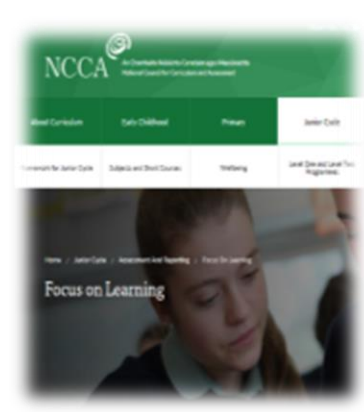 NCCA
An Chomhairle Náisiúnta Curaclaim agus Measúnachta
National Council for Curriculum and Assessment
About Curriculum Early Childhood Primary Junior Cycle
Framework for Junior Cycle Subjects and Short Courses Wellbeing Level One and Level Two
Programmes
Home / Junior Cycle / Assessment And Reporting / Focus On Learning
Focus on Learning